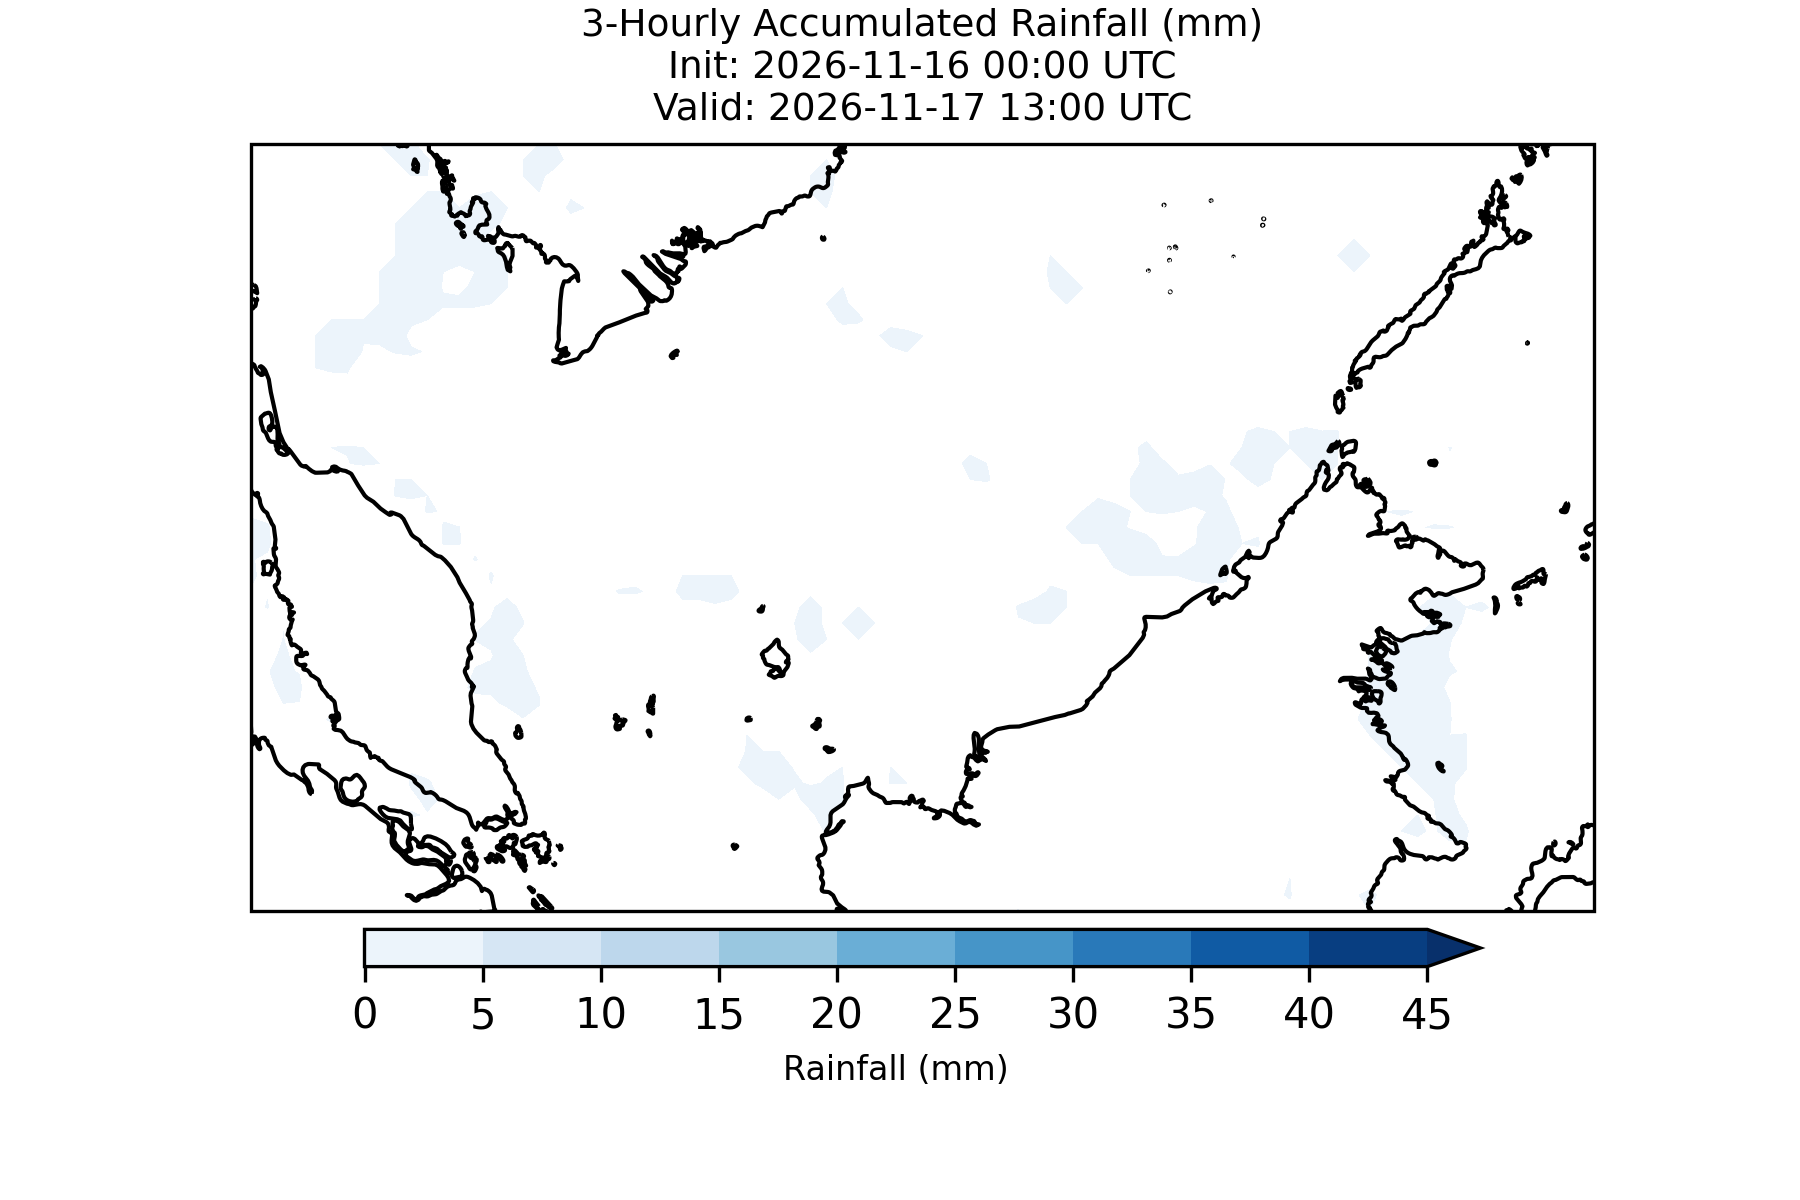 3-Hourly Accumulated Rainfall (mm)
Init: 2026-11-16 00:00 UTC
Valid: 2026-11-17 13:00 UTC
0 5 10 15 20 25 30 35 40 45
Rainfall (mm)